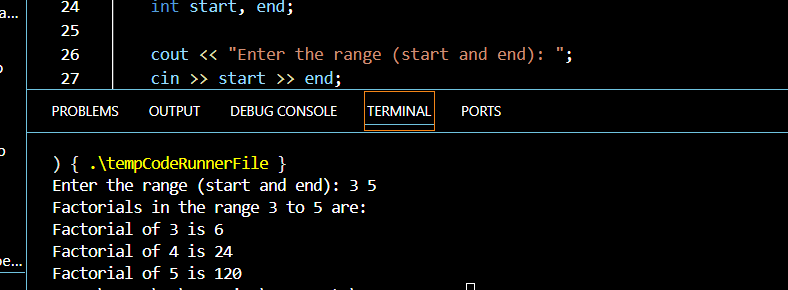 24 int start, end;
25
26 cout << "Enter the range (start and end): ";
27 cin >> start >> end;
PROBLEMS OUTPUT DEBUG CONSOLE TERMINAL PORTS
) { .\tempCodeRunnerFile }
Enter the range (start and end): 3 5
Factorials in the range 3 to 5 are:
Factorial of 3 is 6
Factorial of 4 is 24
Factorial of 5 is 120